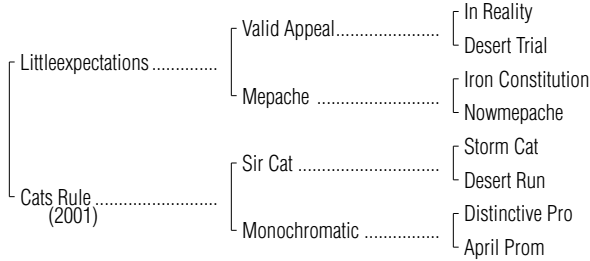 In Reality
Valid Appeal....................
Desert Trial
Littleexpectations .............
Iron Constitution
Mepache ........................
Nowmepache
Storm Cat
Sir Cat ............................
Desert Run
Cats Rule ........................
(2001)
Distinctive Pro
Monochromatic ...............
April Prom